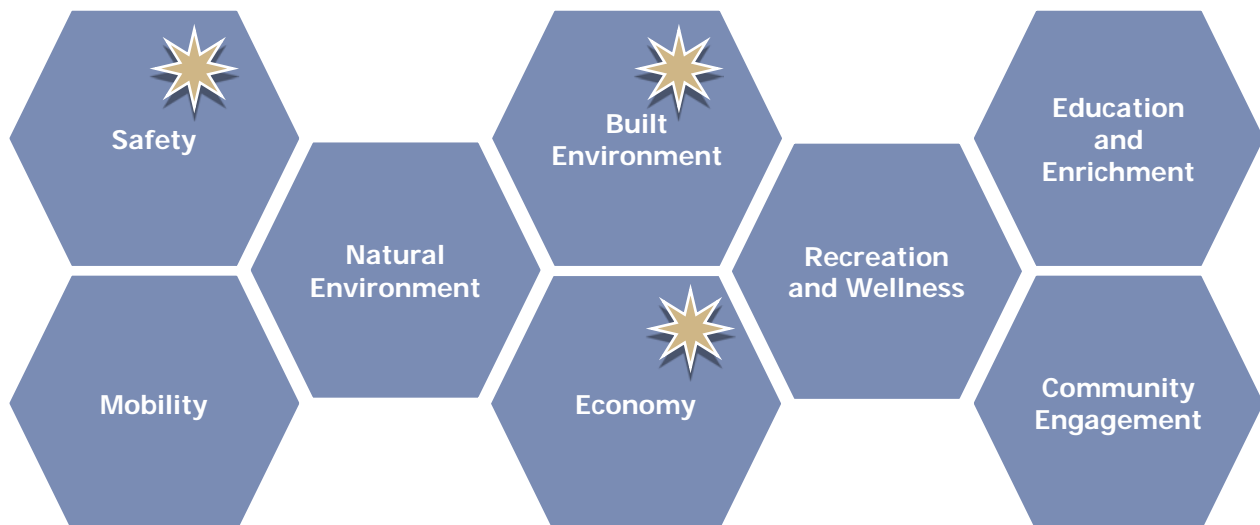 Safety
Built
Environment
Education
and
Enrichment
Natural
Environment
Recreation
and Wellness
Mobility
Economy
Community
Engagement